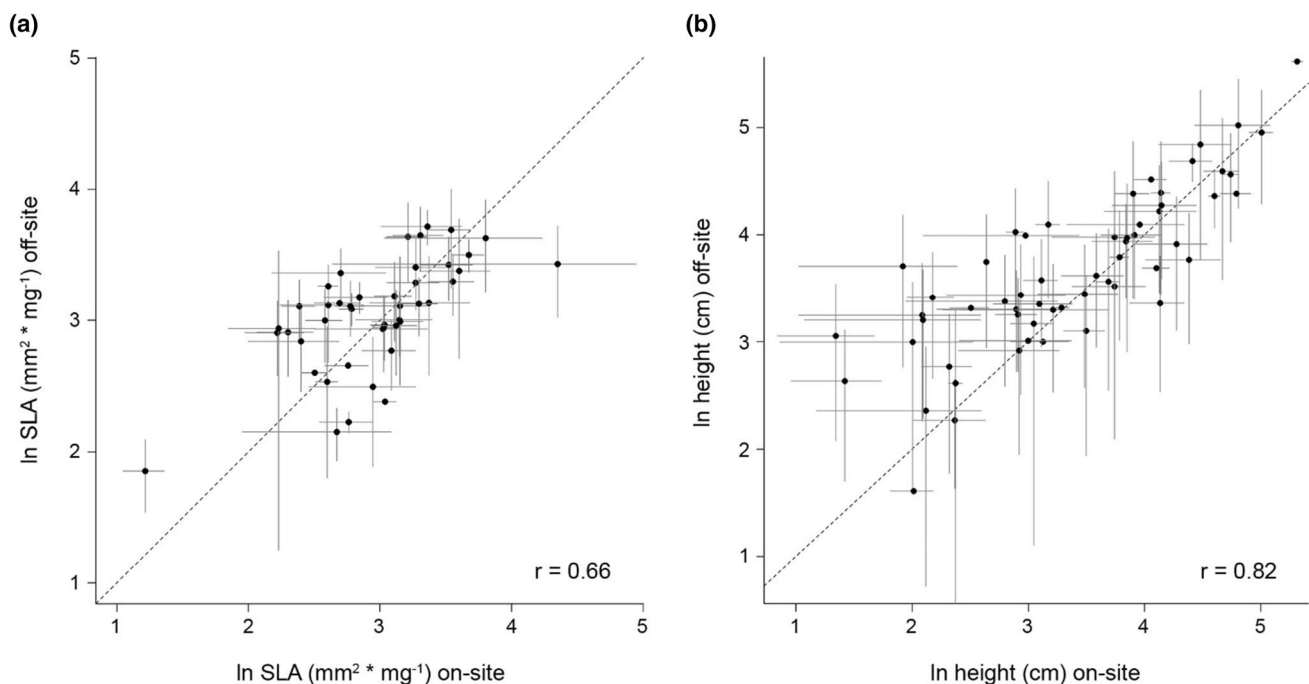 (a)
5
4
3
2
1
ln SLA (mm² * mg⁻¹) off-site
r = 0.66
1 2 3 4 5
ln SLA (mm² * mg⁻¹) on-site
(b)
5
4
3
2
1
ln height (cm) off-site
r = 0.82
1 2 3 4 5
ln height (cm) on-site